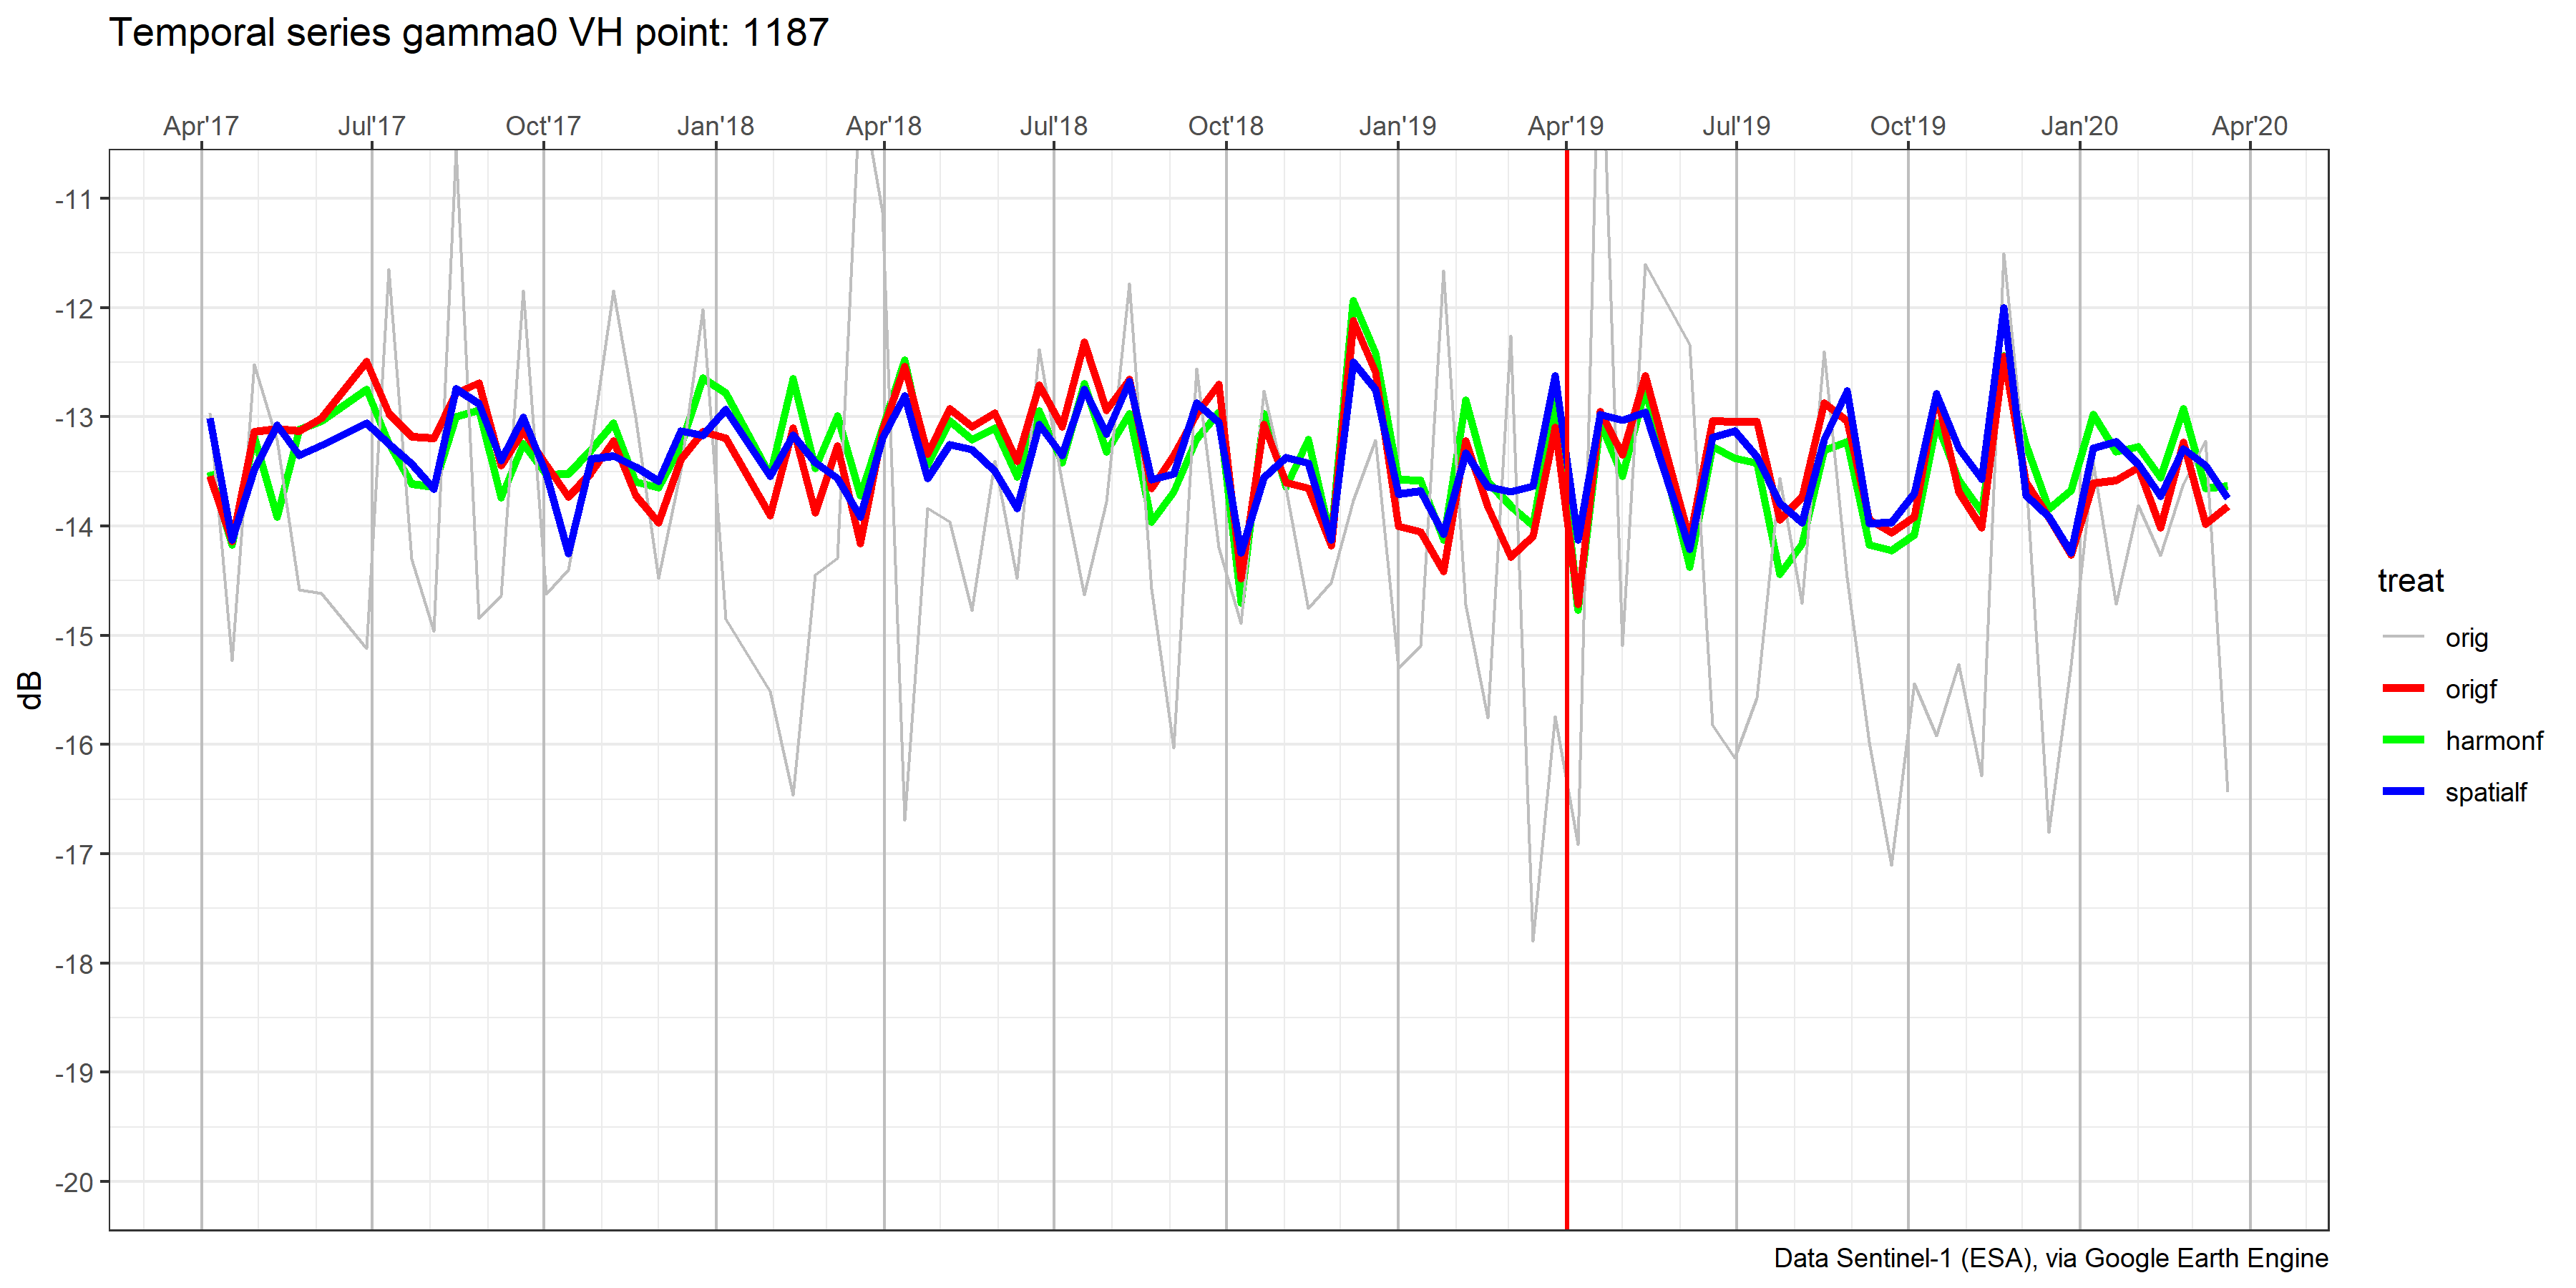 Temporal series gamma0 VH point: 1187
Apr'17 Jul'17 Oct'17 Jan'18 Apr'18 Jul'18 Oct'18 Jan'19 Apr'19 Jul'19 Oct'19 Jan'20 Apr'20
-11
-12
-13
-14
-15
-16
-17
-18
-19
-20
dB
treat
orig
origf
harmonf
spatialf
Data Sentinel-1 (ESA), via Google Earth Engine